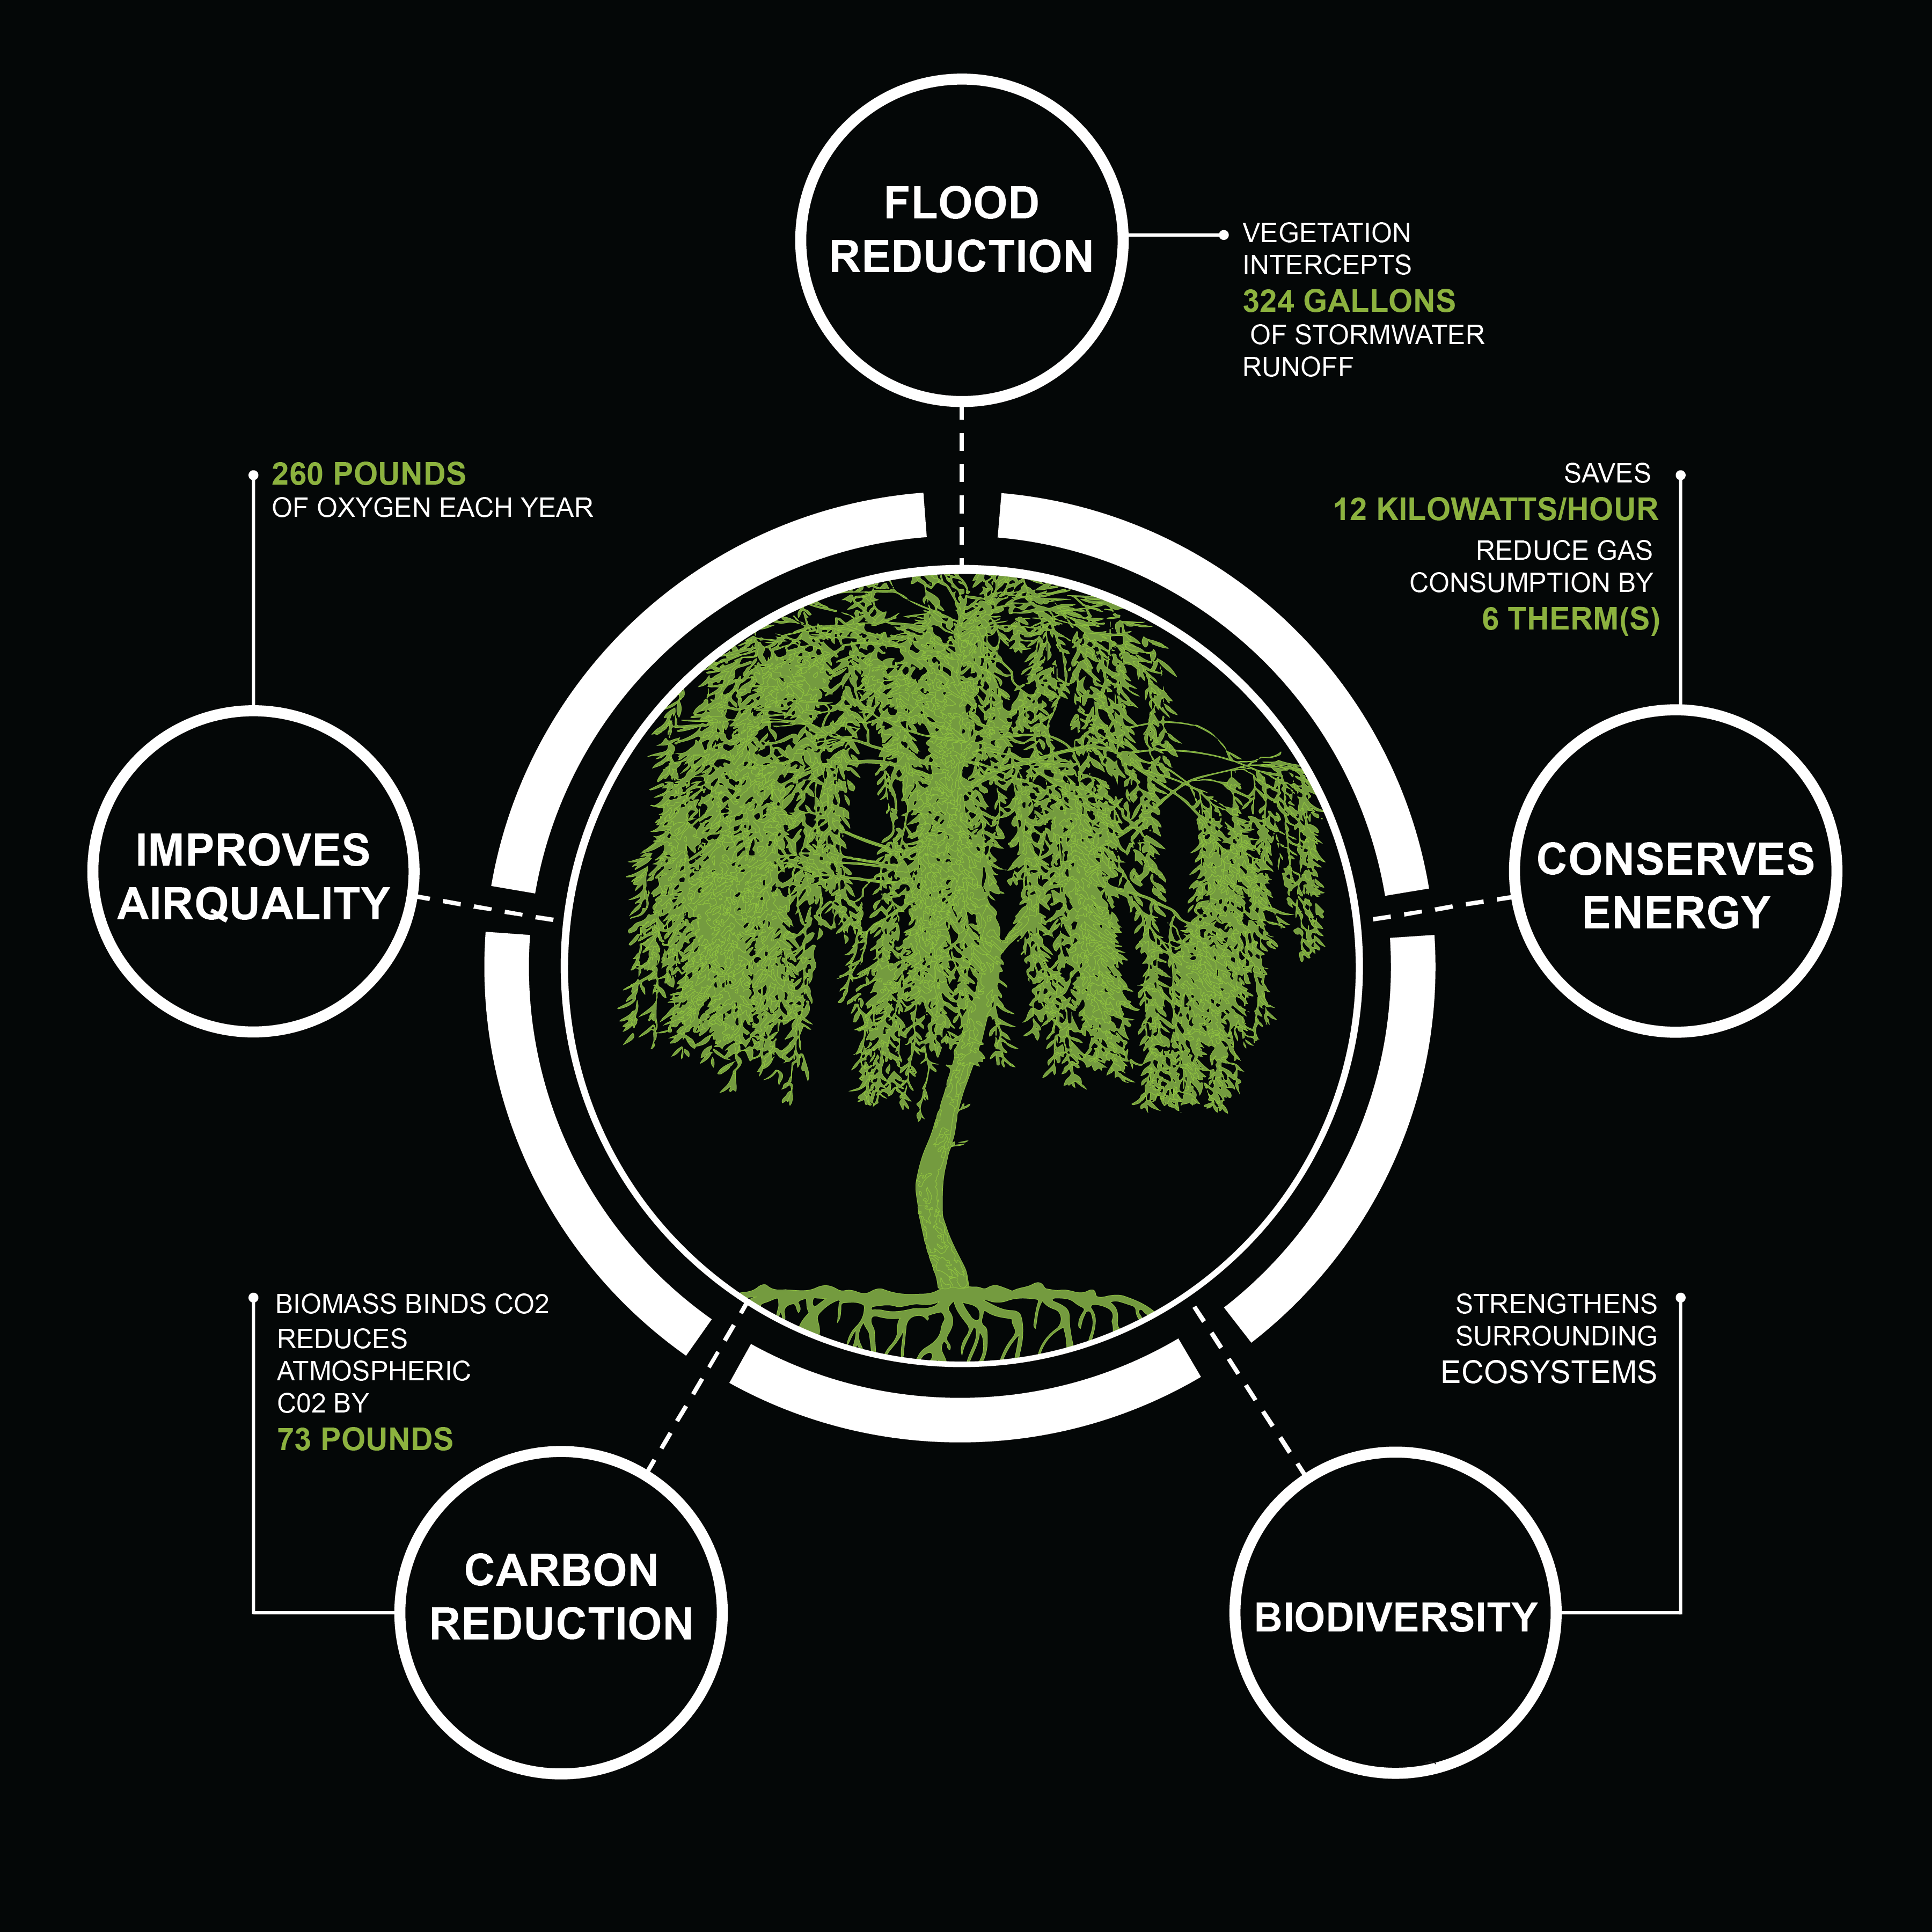 FLOOD
REDUCTION
VEGETATION
INTERCEPTS
324 GALLONS
OF STORMWATER
RUNOFF
260 POUNDS
OF OXYGEN EACH YEAR
IMPROVES
AIRQUALITY
SAVES
12 KILOWATTS/HOUR
REDUCE GAS
CONSUMPTION BY
6 THERM(S)
CONSERVES
ENERGY
BIOMASS BINDS CO2
REDUCES
ATMOSPHERIC
C02 BY
73 POUNDS
CARBON
REDUCTION
STRENGTHENS
SURROUNDING
ECOSYSTEMS
BIODIVERSITY